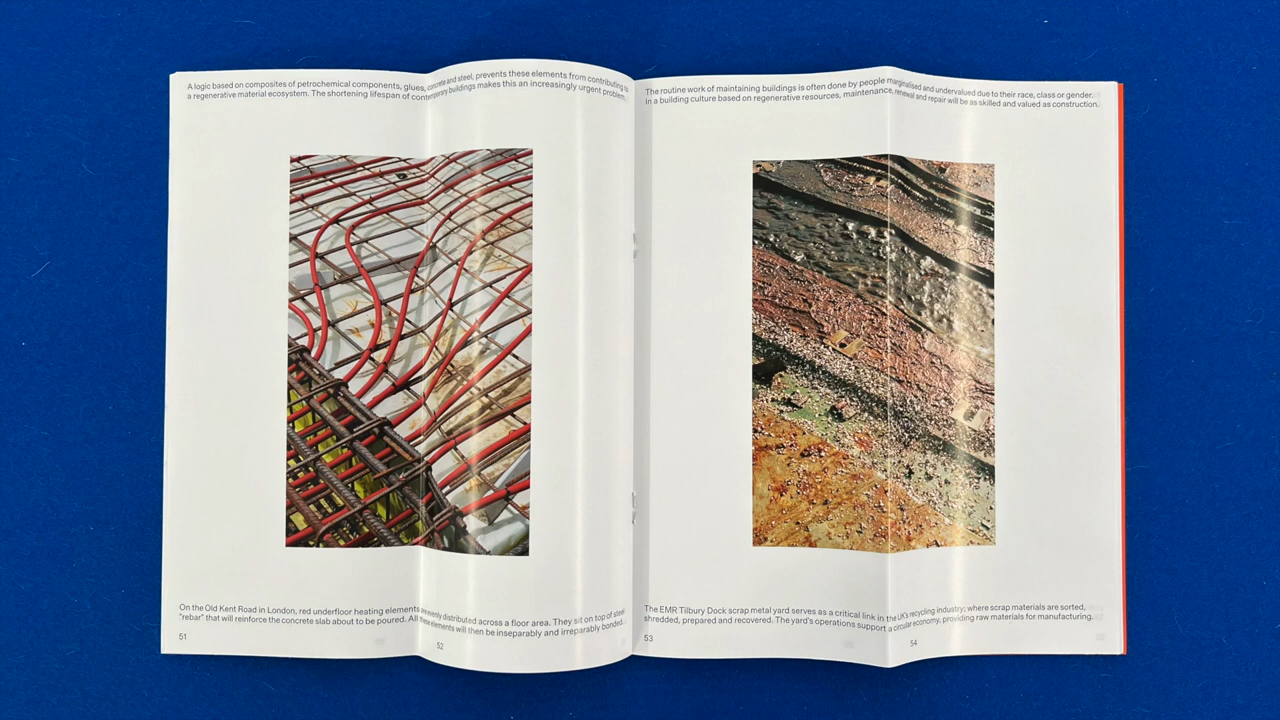 A logic based on composites of petrochemical components, glues, concrete and steel, prevents these elements from contributing to
a regenerative material ecosystem. The shortening lifespan of contemporary buildings makes this an increasingly urgent problem.
On the Old Kent Road in London, red underfloor heating elements are evenly distributed across a floor area. They sit on top of steel
“rebar” that will reinforce the concrete slab about to be poured. All these elements will then be inseparably and irreparably bonded.
51
52
The routine work of maintaining buildings is often done by people marginalised and undervalued due to their race, class or gender.
In a building culture based on regenerative resources, maintenance, renewal and repair will be as skilled and valued as construction.
The EMR Tilbury Dock scrap metal yard serves as a critical link in the UK’s recycling industry; where scrap materials are sorted,
shredded, prepared and recovered. The yard’s operations support a circular economy, providing raw materials for manufacturing.
53
54